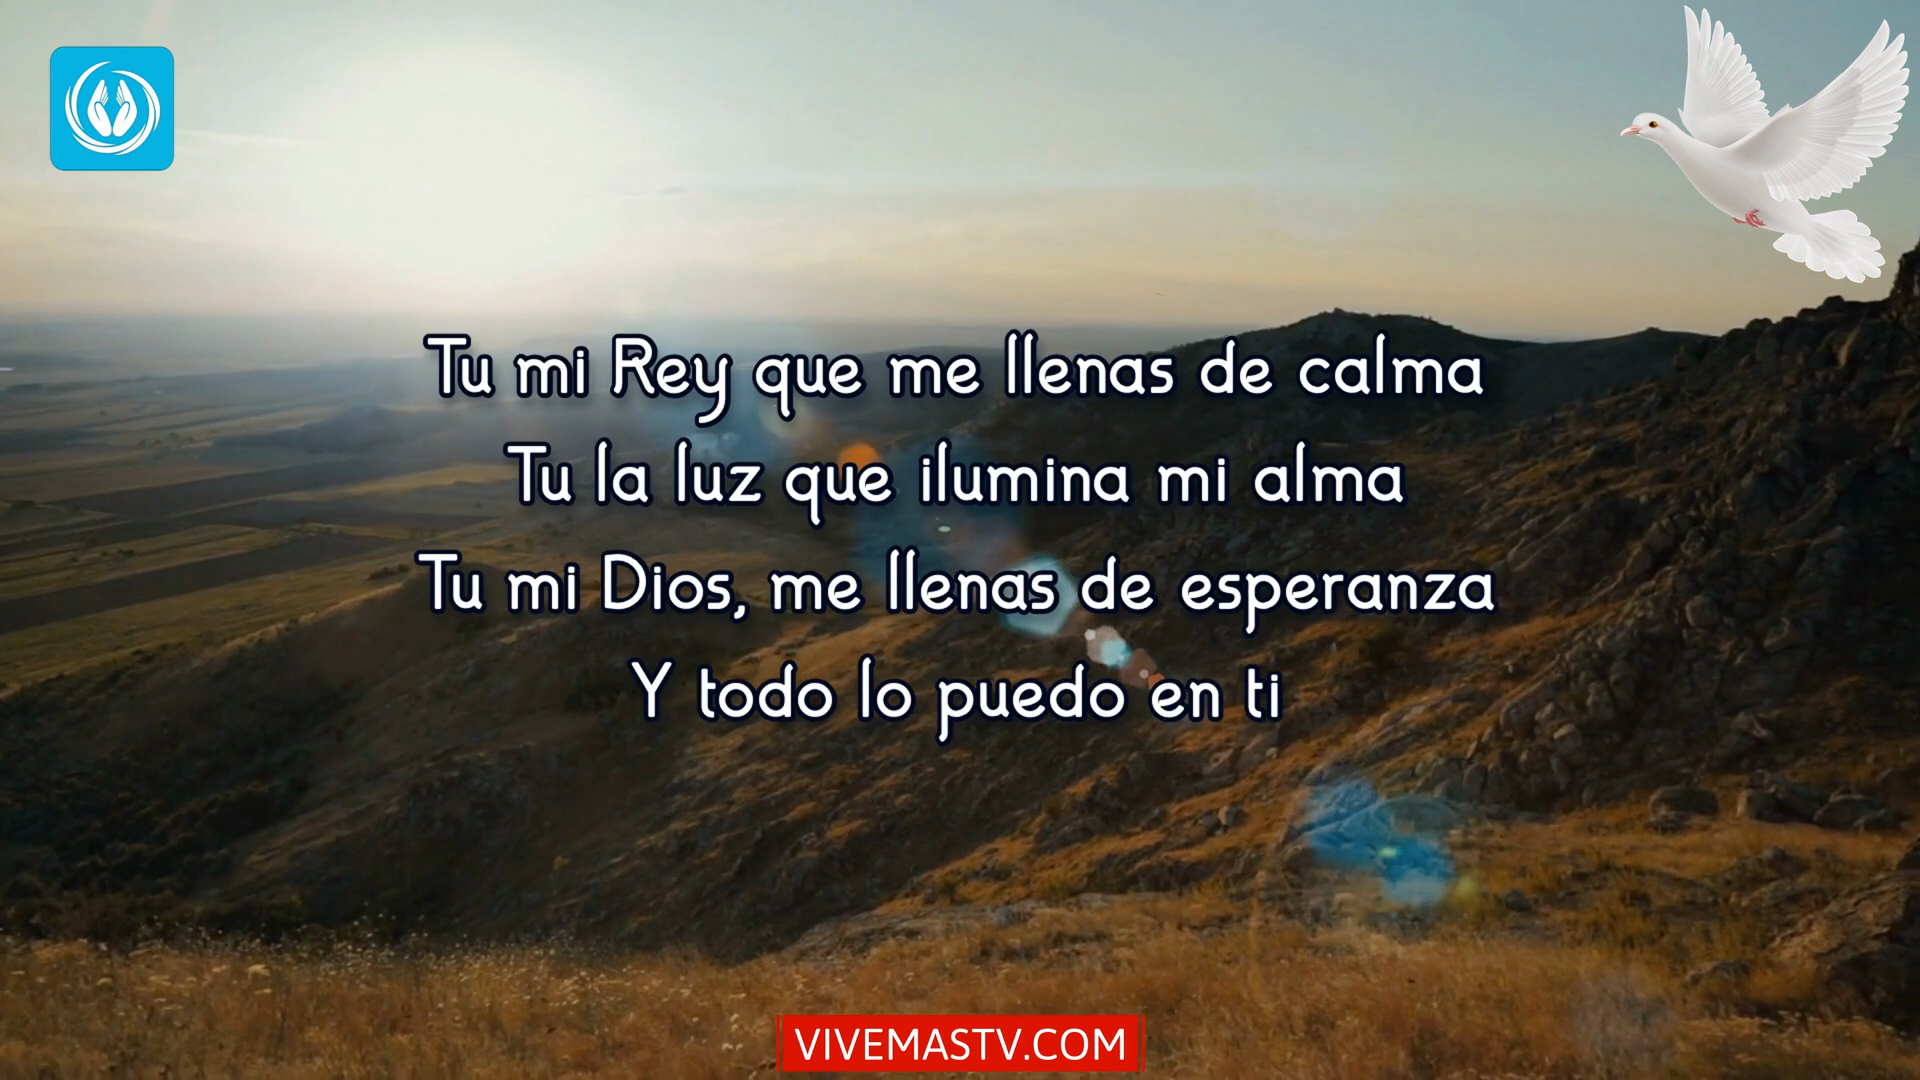 Tu mi Rey que me llenas de calma
Tu la luz que ilumina mi alma
Tu mi Dios, me llenas de esperanza
Y todo lo puedo en ti
VIVEMASTV.COM